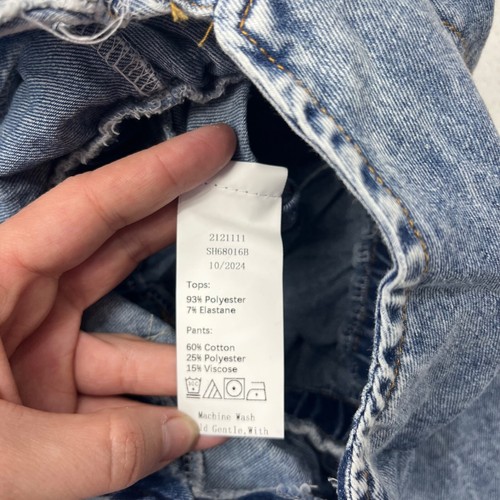 2121111
SH68016B
10/2024
Tops:
93% Polyester
7% Elastane
Pants:
60% Cotton
25% Polyester
15% Viscose
Machine Wash
ld Gentle,With